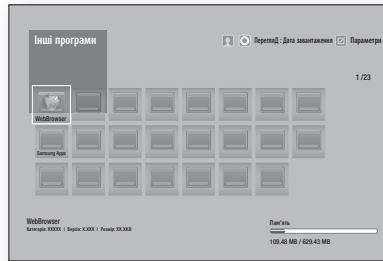 Інші програми
ПерегляД : Дата завантаження
Параметри
1 /23
WebBrowser
Samsung Apps
WebBrowser
Категорія: XXXXX I Версія: X.XXX I Розмір: XX.XKB
Пам'ять
109.48 MB / 629.43 MB